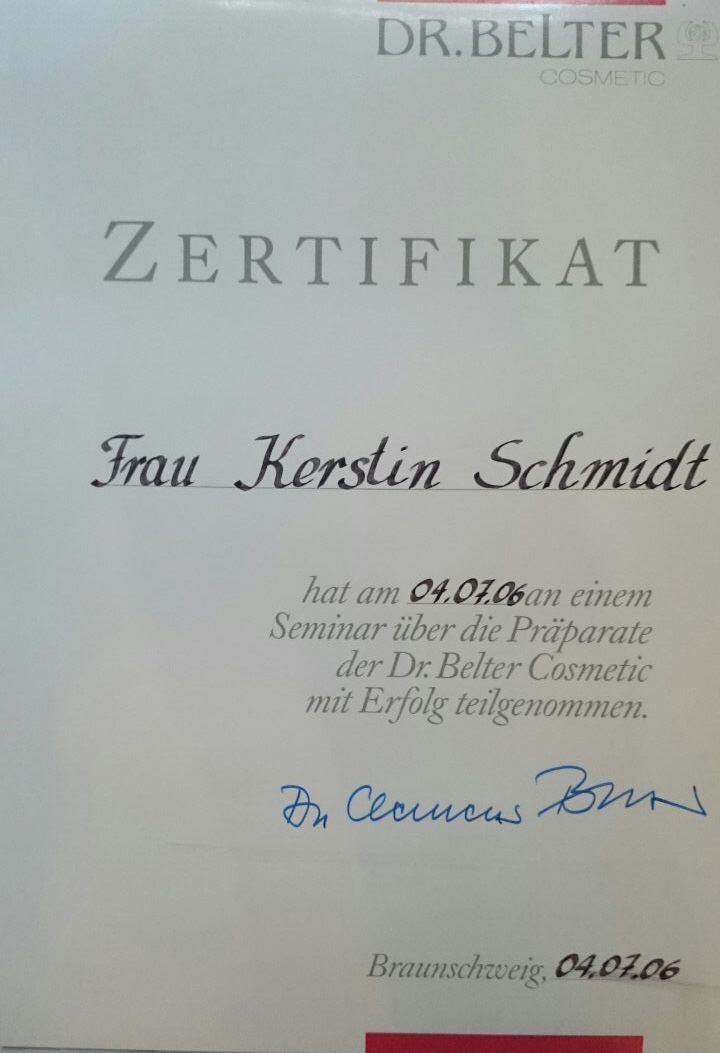 DR. BELTER
COSMETIC
ZERTIFIKAT
Frau Kerstin Schmidt
hat am 04.07.06 an einem
Seminar über die Präparate
der Dr. Belter Cosmetic
mit Erfolg teilgenommen.
Dr. Clemens
Braunschweig, 04.07.06